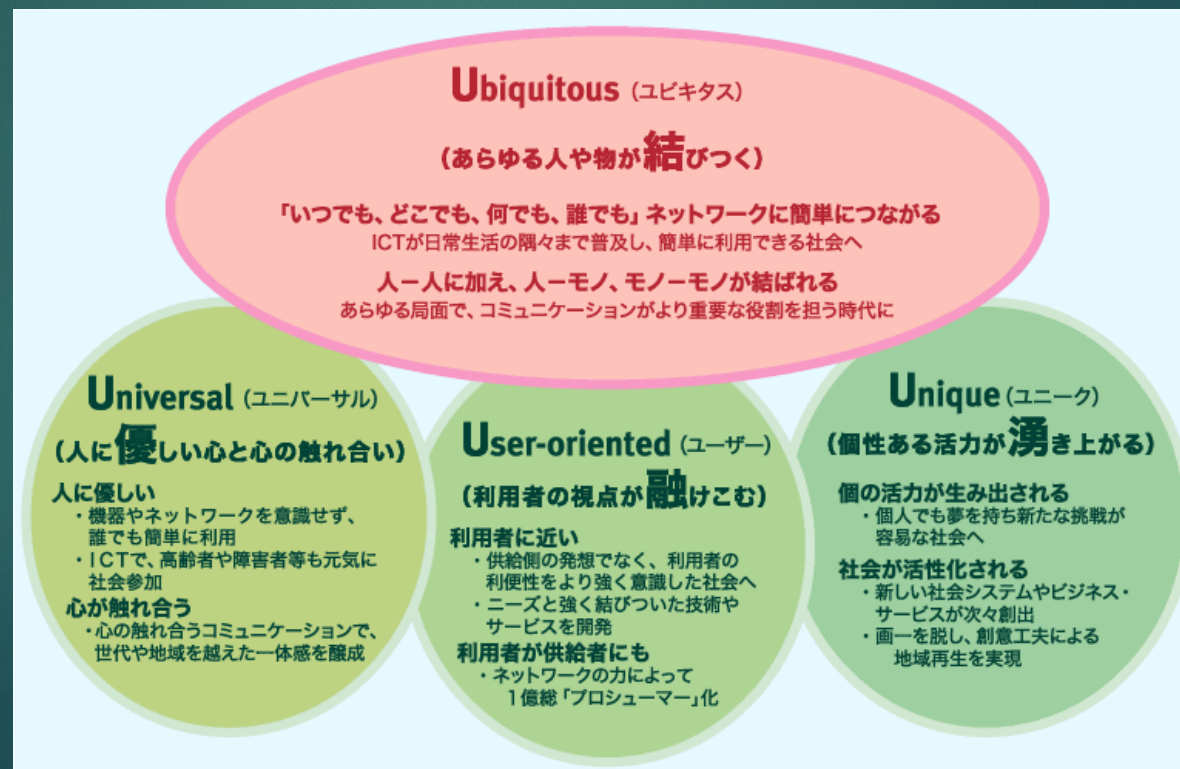 Ubiquitous（ユビキタス）
（あらゆる人や物が結びつく）
「いつでも、どこでも、何でも、誰でも」ネットワークに簡単につながる
ICTが日常生活の隅々まで普及し、簡単に利用できる社会へ
人ー人に加え、人ーモノ、モノーモノが結ばれる
あらゆる局面で、コミュニケーションがより重要な役割を担う時代に
Universal（ユニバーサル）
（人に優しい心と心の触れ合い）
人に優しい
・機器やネットワークを意識せず、
誰でも簡単に利用
・ICTで、高齢者や障害者等も元気に
社会参加
心が触れ合う
・心の触れ合うコミュニケーションで、
世代や地域を越えた一体感を醸成
User-oriented（ユーザー）
（利用者の視点が融けこむ）
利用者に近い
・供給側の発想でなく、利用者の
利便性をより強く意識した社会へ
・ニーズと強く結びついた技術や
サービスを開発
利用者が供給者にも
・ネットワークの力によって
1億総「プロシューマー」化
Unique（ユニーク）
（個性ある活力が湧き上がる）
個の活力が生み出される
・個人でも夢を持ち新たな挑戦が
容易な社会へ
社会が活性化される
・新しい社会システムやビジネス・
サービスが次々創出
・画一を脱し、創意工夫による
地域再生を実現